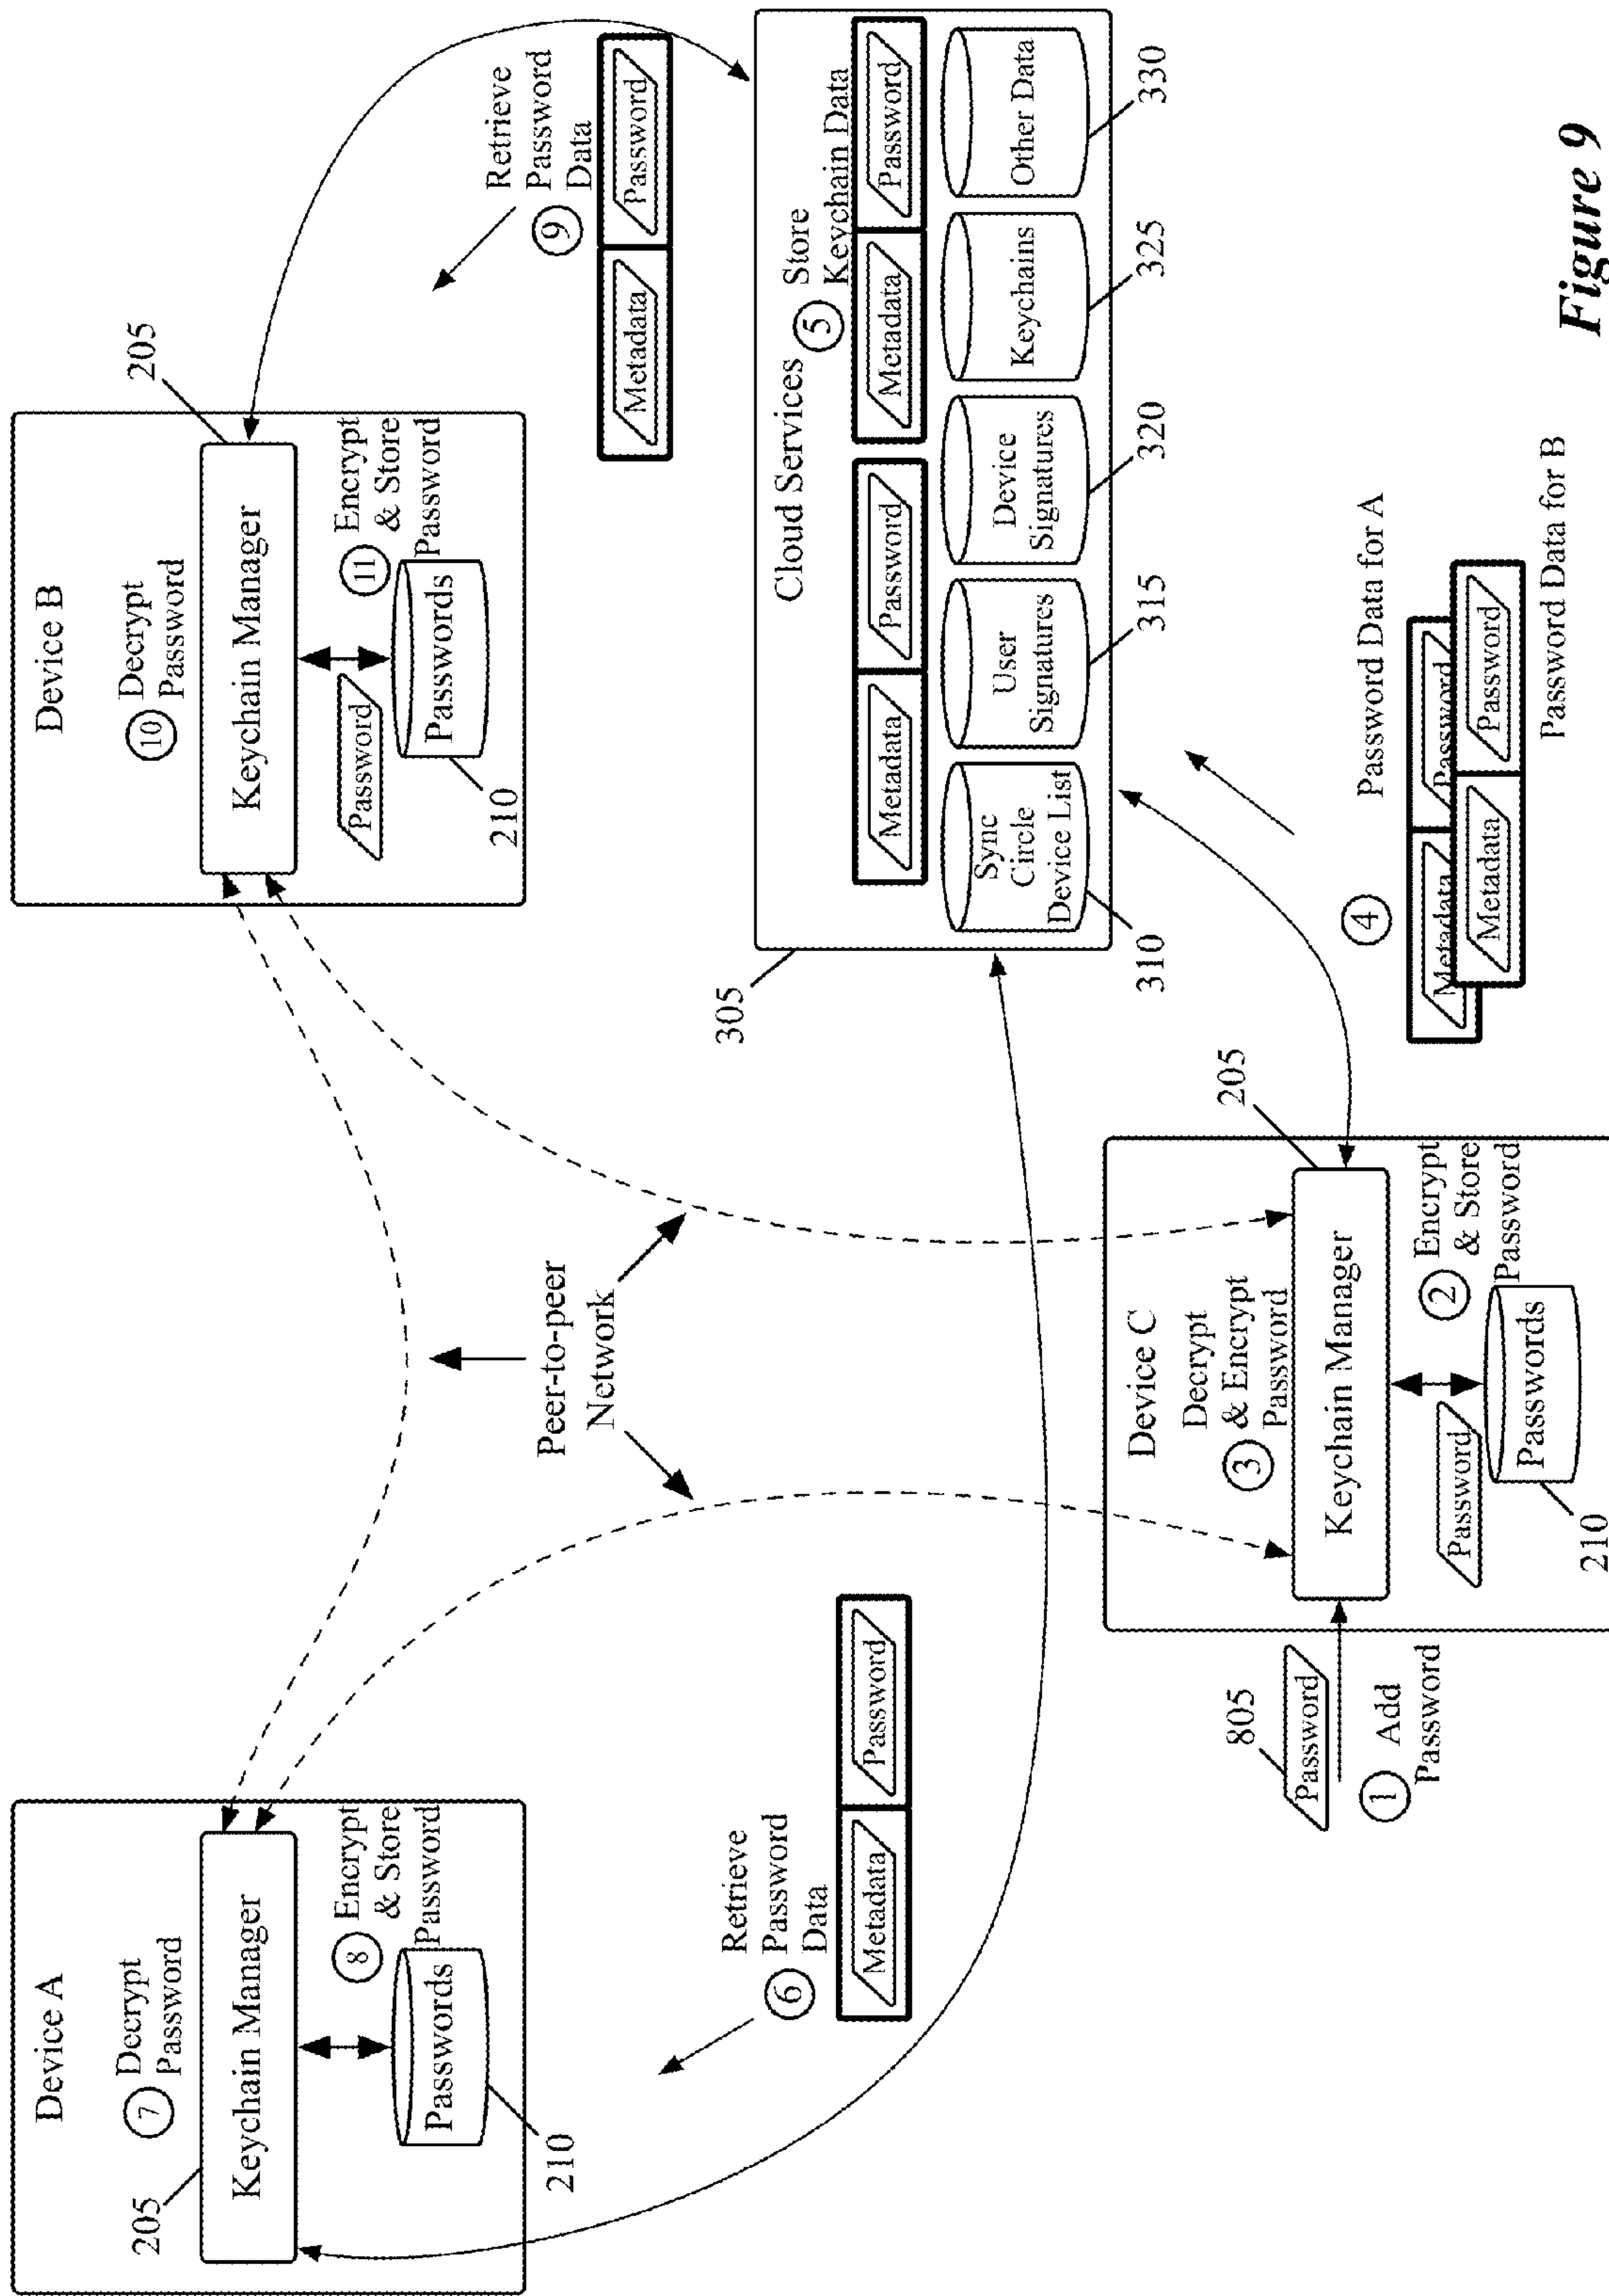 Device A
7
Decrypt
Password
205
Keychain Manager
8
Encrypt
& Store
Password
Passwords
210
Device B
10
Decrypt
Password
205
Keychain Manager
11
Encrypt
& Store
Password
Password
Passwords
210
Peer-to-peer
Network
Retrieve
Password
Data
9
Metadata
Password
Retrieve
Password
Data
6
Metadata
Password
305
Cloud Services
5
Store
Keychain Data
Metadata
Password
Metadata
Password
Sync
Circle
Device List
User
Signatures
Device
Signatures
Keychains
Other Data
310
315
320
325
330
805
Password
1
Add
Password
Device C
3
Decrypt
& Encrypt
Password
205
Keychain Manager
2
Encrypt
& Store
Password
Password
Passwords
210
4
Password Data for A
Metadata
Password
Metadata
Password
Password Data for B
Figure 9